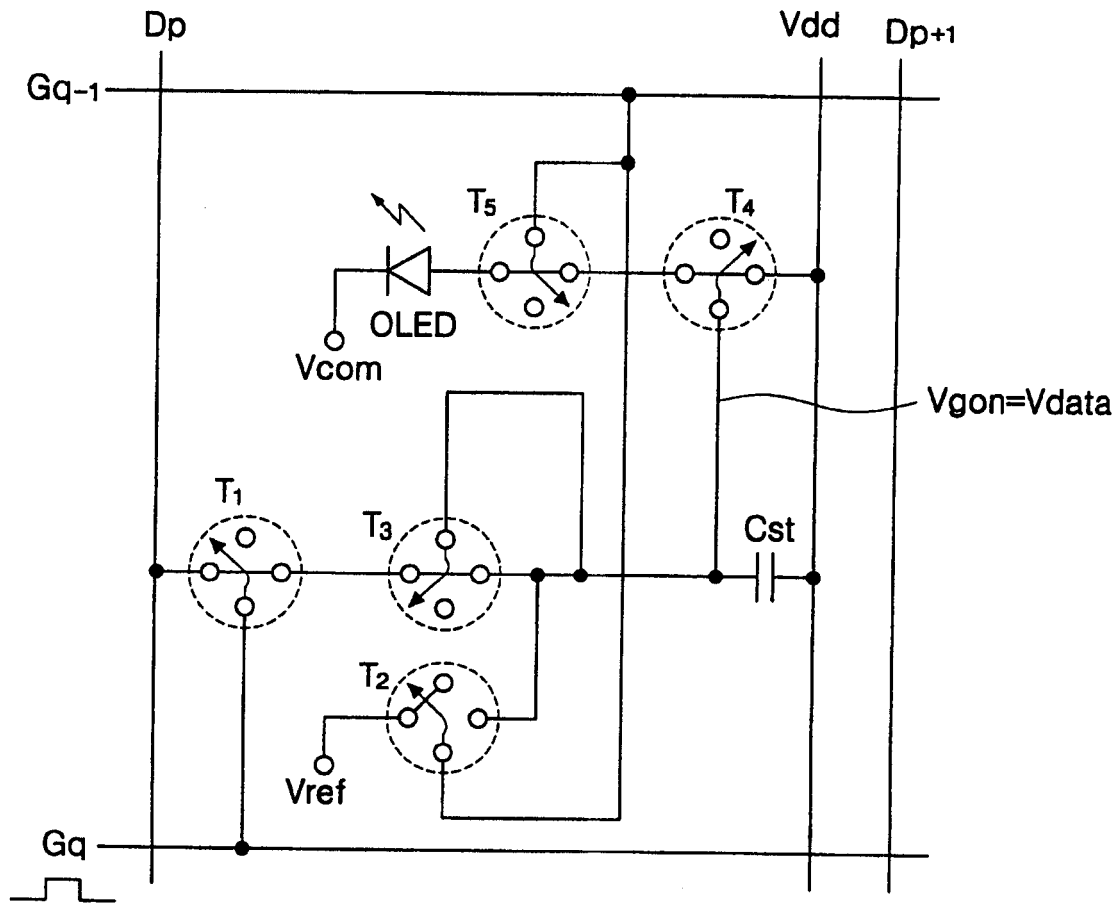 Dp
Vdd
Dp+1
Gq-1
T5
T4
OLED
Vcom
Vgon=Vdata
T1
T3
Cst
T2
Vref
Gq